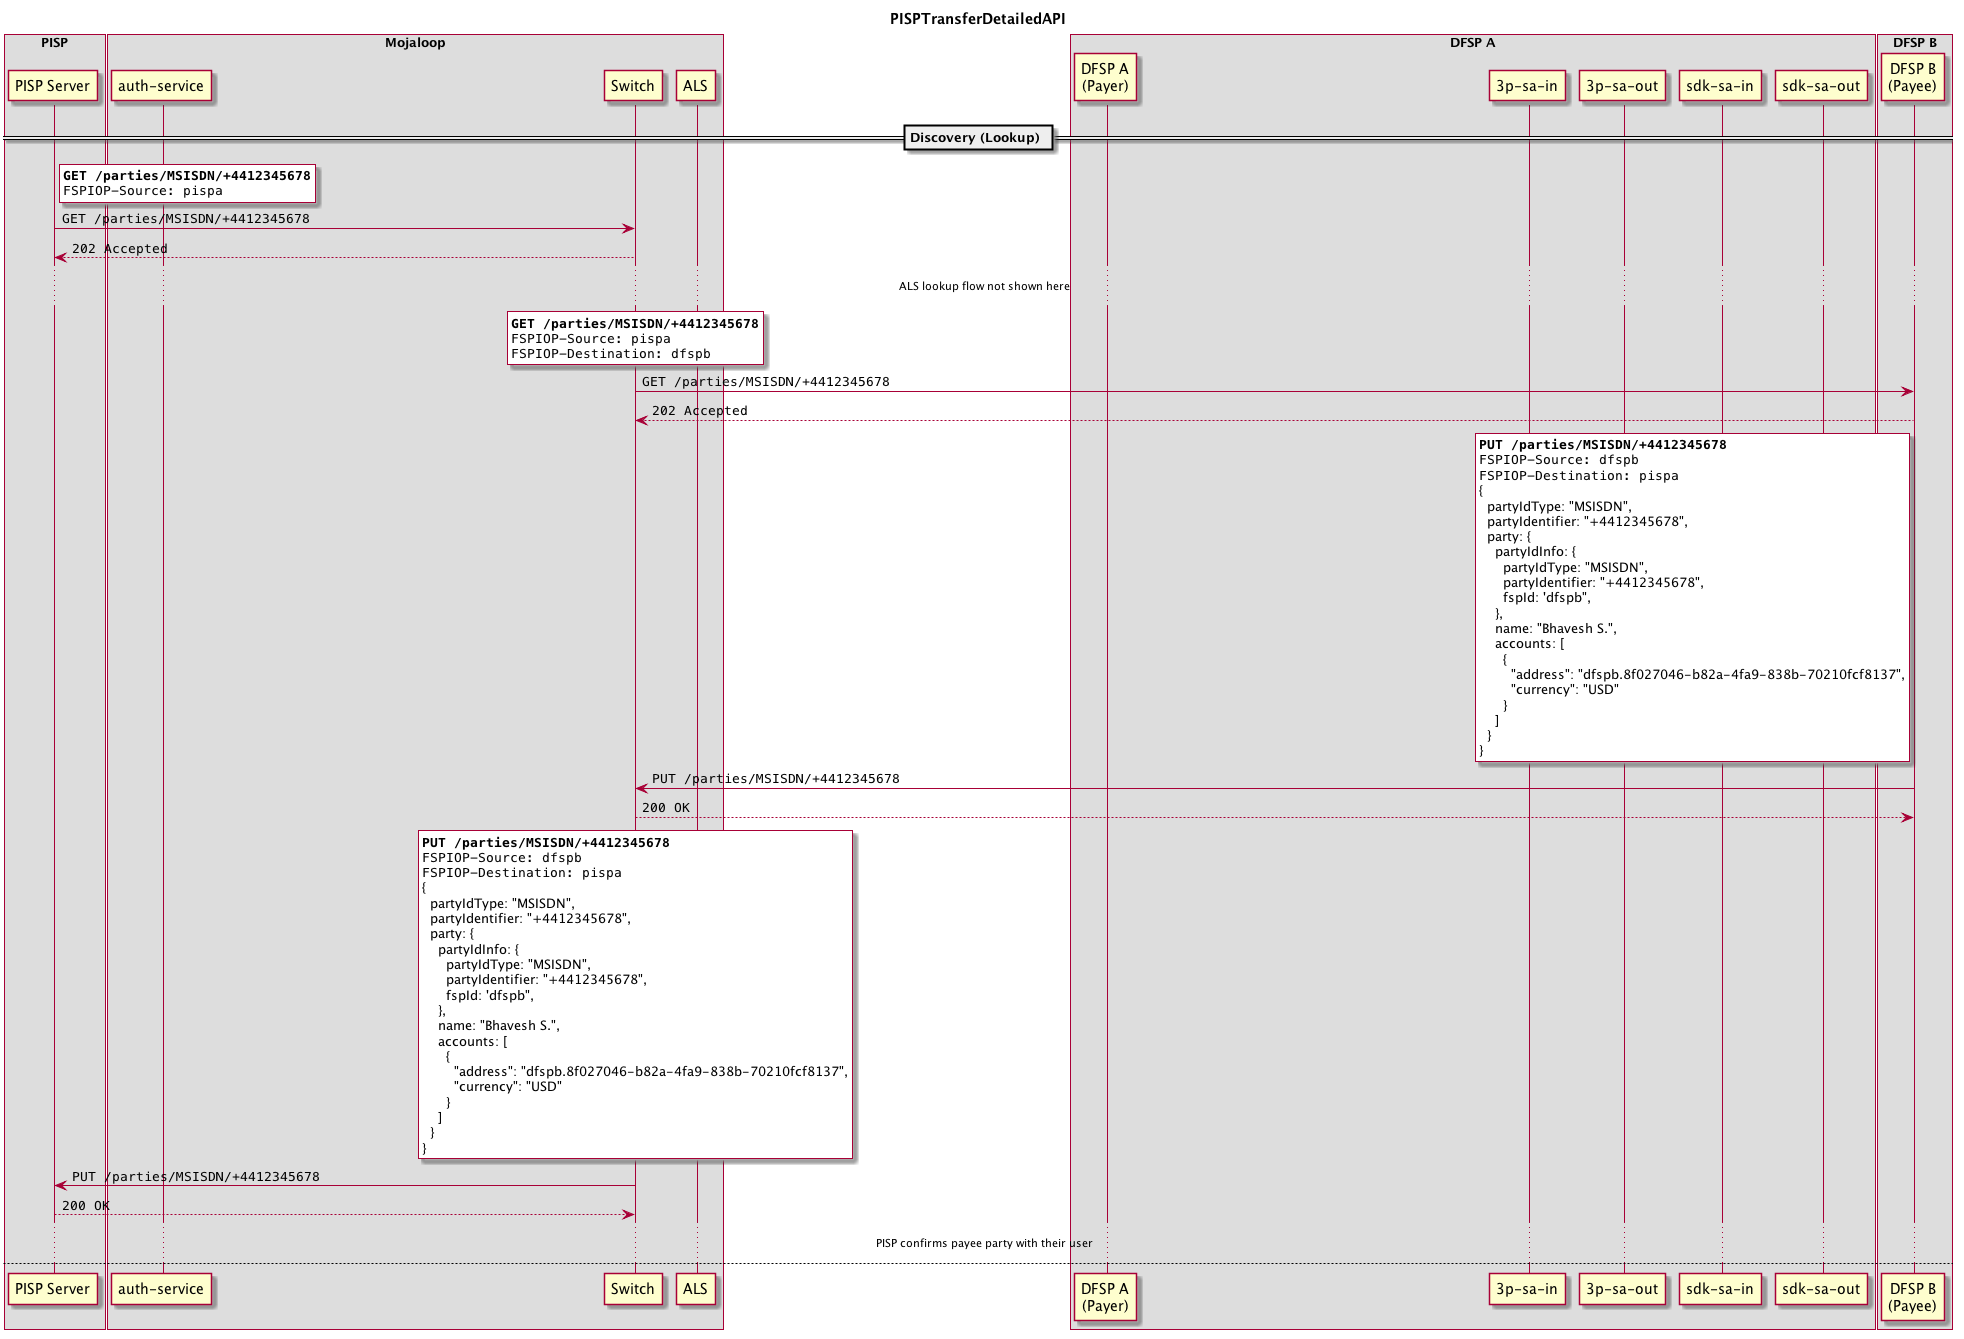 PISPTransferDetailedAPI
PISP
Mojaloop
DFSP A
DFSP B
PISP Server
auth-service
Switch
ALS
DFSP A
(Payer)
3p-sa-in
3p-sa-out
sdk-sa-in
sdk-sa-out
DFSP B
(Payee)
Discovery (Lookup)
GET /parties/MSISDN/+4412345678
FSPIOP-Source: pispa
GET /parties/MSISDN/+4412345678
202 Accepted
ALS lookup flow not shown here
GET /parties/MSISDN/+4412345678
FSPIOP-Source: pispa
FSPIOP-Destination: dfspb
GET /parties/MSISDN/+4412345678
202 Accepted
PUT /parties/MSISDN/+4412345678
FSPIOP-Source: dfspb
FSPIOP-Destination: pispa
{
partyIdType: "MSISDN",
partyIdentifier: "+4412345678",
party: {
partyIdInfo: {
partyIdType: "MSISDN",
partyIdentifier: "+4412345678",
fspId: 'dfspb",
},
name: "Bhavesh S.",
accounts: [
{
"address": "dfspb.8f027046-b82a-4fa9-838b-70210fcf8137",
"currency": "USD"
}
]
}
}
PUT /parties/MSISDN/+4412345678
200 OK
PUT /parties/MSISDN/+4412345678
FSPIOP-Source: dfspb
FSPIOP-Destination: pispa
{
partyIdType: "MSISDN",
partyIdentifier: "+4412345678",
party: {
partyIdInfo: {
partyIdType: "MSISDN",
partyIdentifier: "+4412345678",
fspId: 'dfspb",
},
name: "Bhavesh S.",
accounts: [
{
"address": "dfspb.8f027046-b82a-4fa9-838b-70210fcf8137",
"currency": "USD"
}
]
}
}
PUT /parties/MSISDN/+4412345678
200 OK
PISP confirms payee party with their user
PISP Server
auth-service
Switch
ALS
DFSP A
(Payer)
3p-sa-in
3p-sa-out
sdk-sa-in
sdk-sa-out
DFSP B
(Payee)